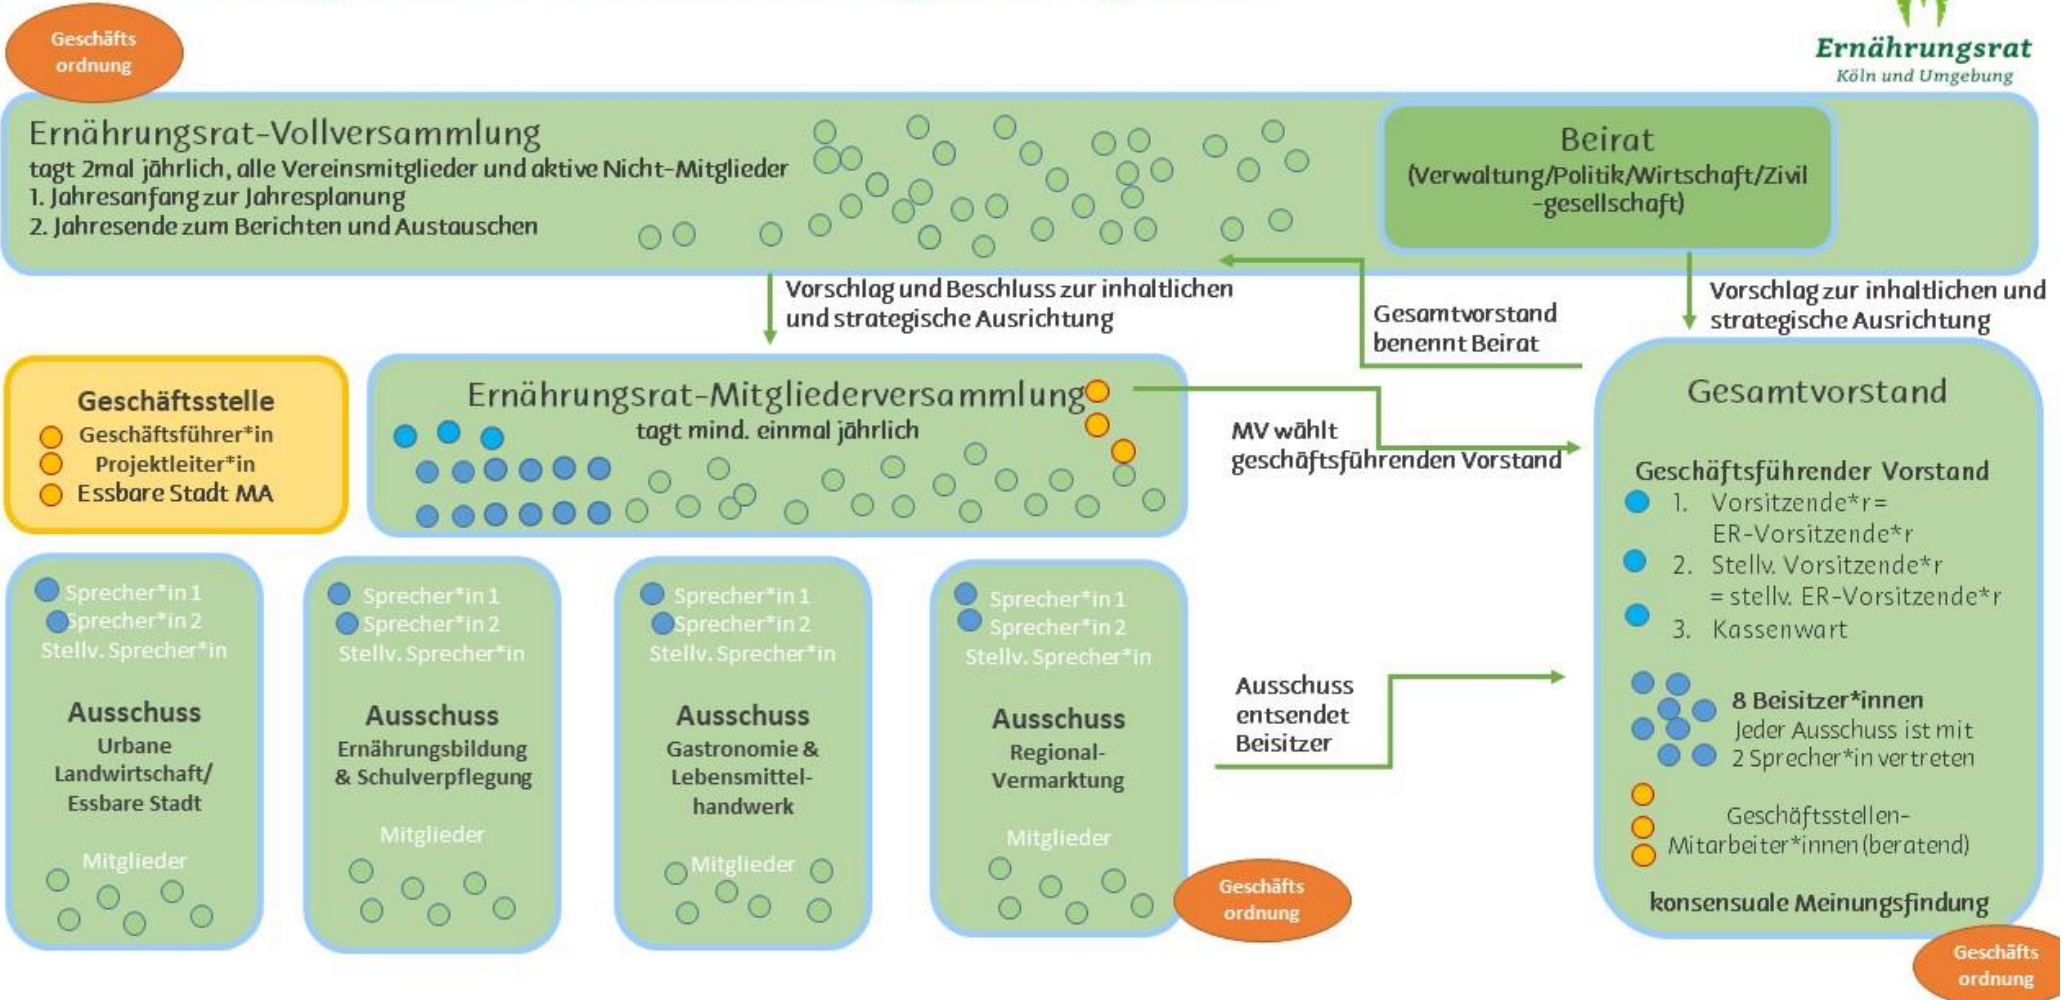 Geschäfts
ordnung
Ernährungsrat
Köln und Umgebung
Ernährungsrat-Vollversammlung
tagt 2mal jährlich, alle Vereinsmitglieder und aktive Nicht-Mitglieder
1. Jahresanfang zur Jahresplanung
2. Jahresende zum Berichten und Austauschen
Beirat
(Verwaltung/Politik/Wirtschaft/Zivil
-gesellschaft)
Vorschlag und Beschluss zur inhaltlichen
und strategische Ausrichtung
Gesamtvorstand
benennt Beirat
Vorschlag zur inhaltlichen und
strategische Ausrichtung
Geschäftsstelle
Geschäftsführer*in
Projektleiter*in
Essbare Stadt MA
Ernährungsrat-Mitgliederversammlung
tagt mind. einmal jährlich
MV wählt
geschäftsführenden Vorstand
Gesamtvorstand
Geschäftsführender Vorstand
1. Vorsitzende*r=
ER-Vorsitzende*r
2. Stellv. Vorsitzende*r
= stellv. ER-Vorsitzende*r
3. Kassenwart
8 Beisitzer*innen
Jeder Ausschuss ist mit
2 Sprecher*in vertreten
Geschäftsstellen-
Mitarbeiter*innen (beratend)
konsensuale Meinungsfindung
Geschäfts
ordnung
Sprecher*in 1
Sprecher*in 2
Stellv. Sprecher*in
Ausschuss
Urbane
Landwirtschaft/
Essbare Stadt
Mitglieder
Sprecher*in 1
Sprecher*in 2
Stellv. Sprecher*in
Ausschuss
Ernährungsbildung
& Schulverpflegung
Mitglieder
Sprecher*in 1
Sprecher*in 2
Stellv. Sprecher*in
Ausschuss
Gastronomie &
Lebensmittel-
handwerk
Mitglieder
Sprecher*in 1
Sprecher*in 2
Stellv. Sprecher*in
Ausschuss
Regional-
Vermarktung
Mitglieder
Ausschuss
entsendet
Beisitzer
Geschäfts
ordnung